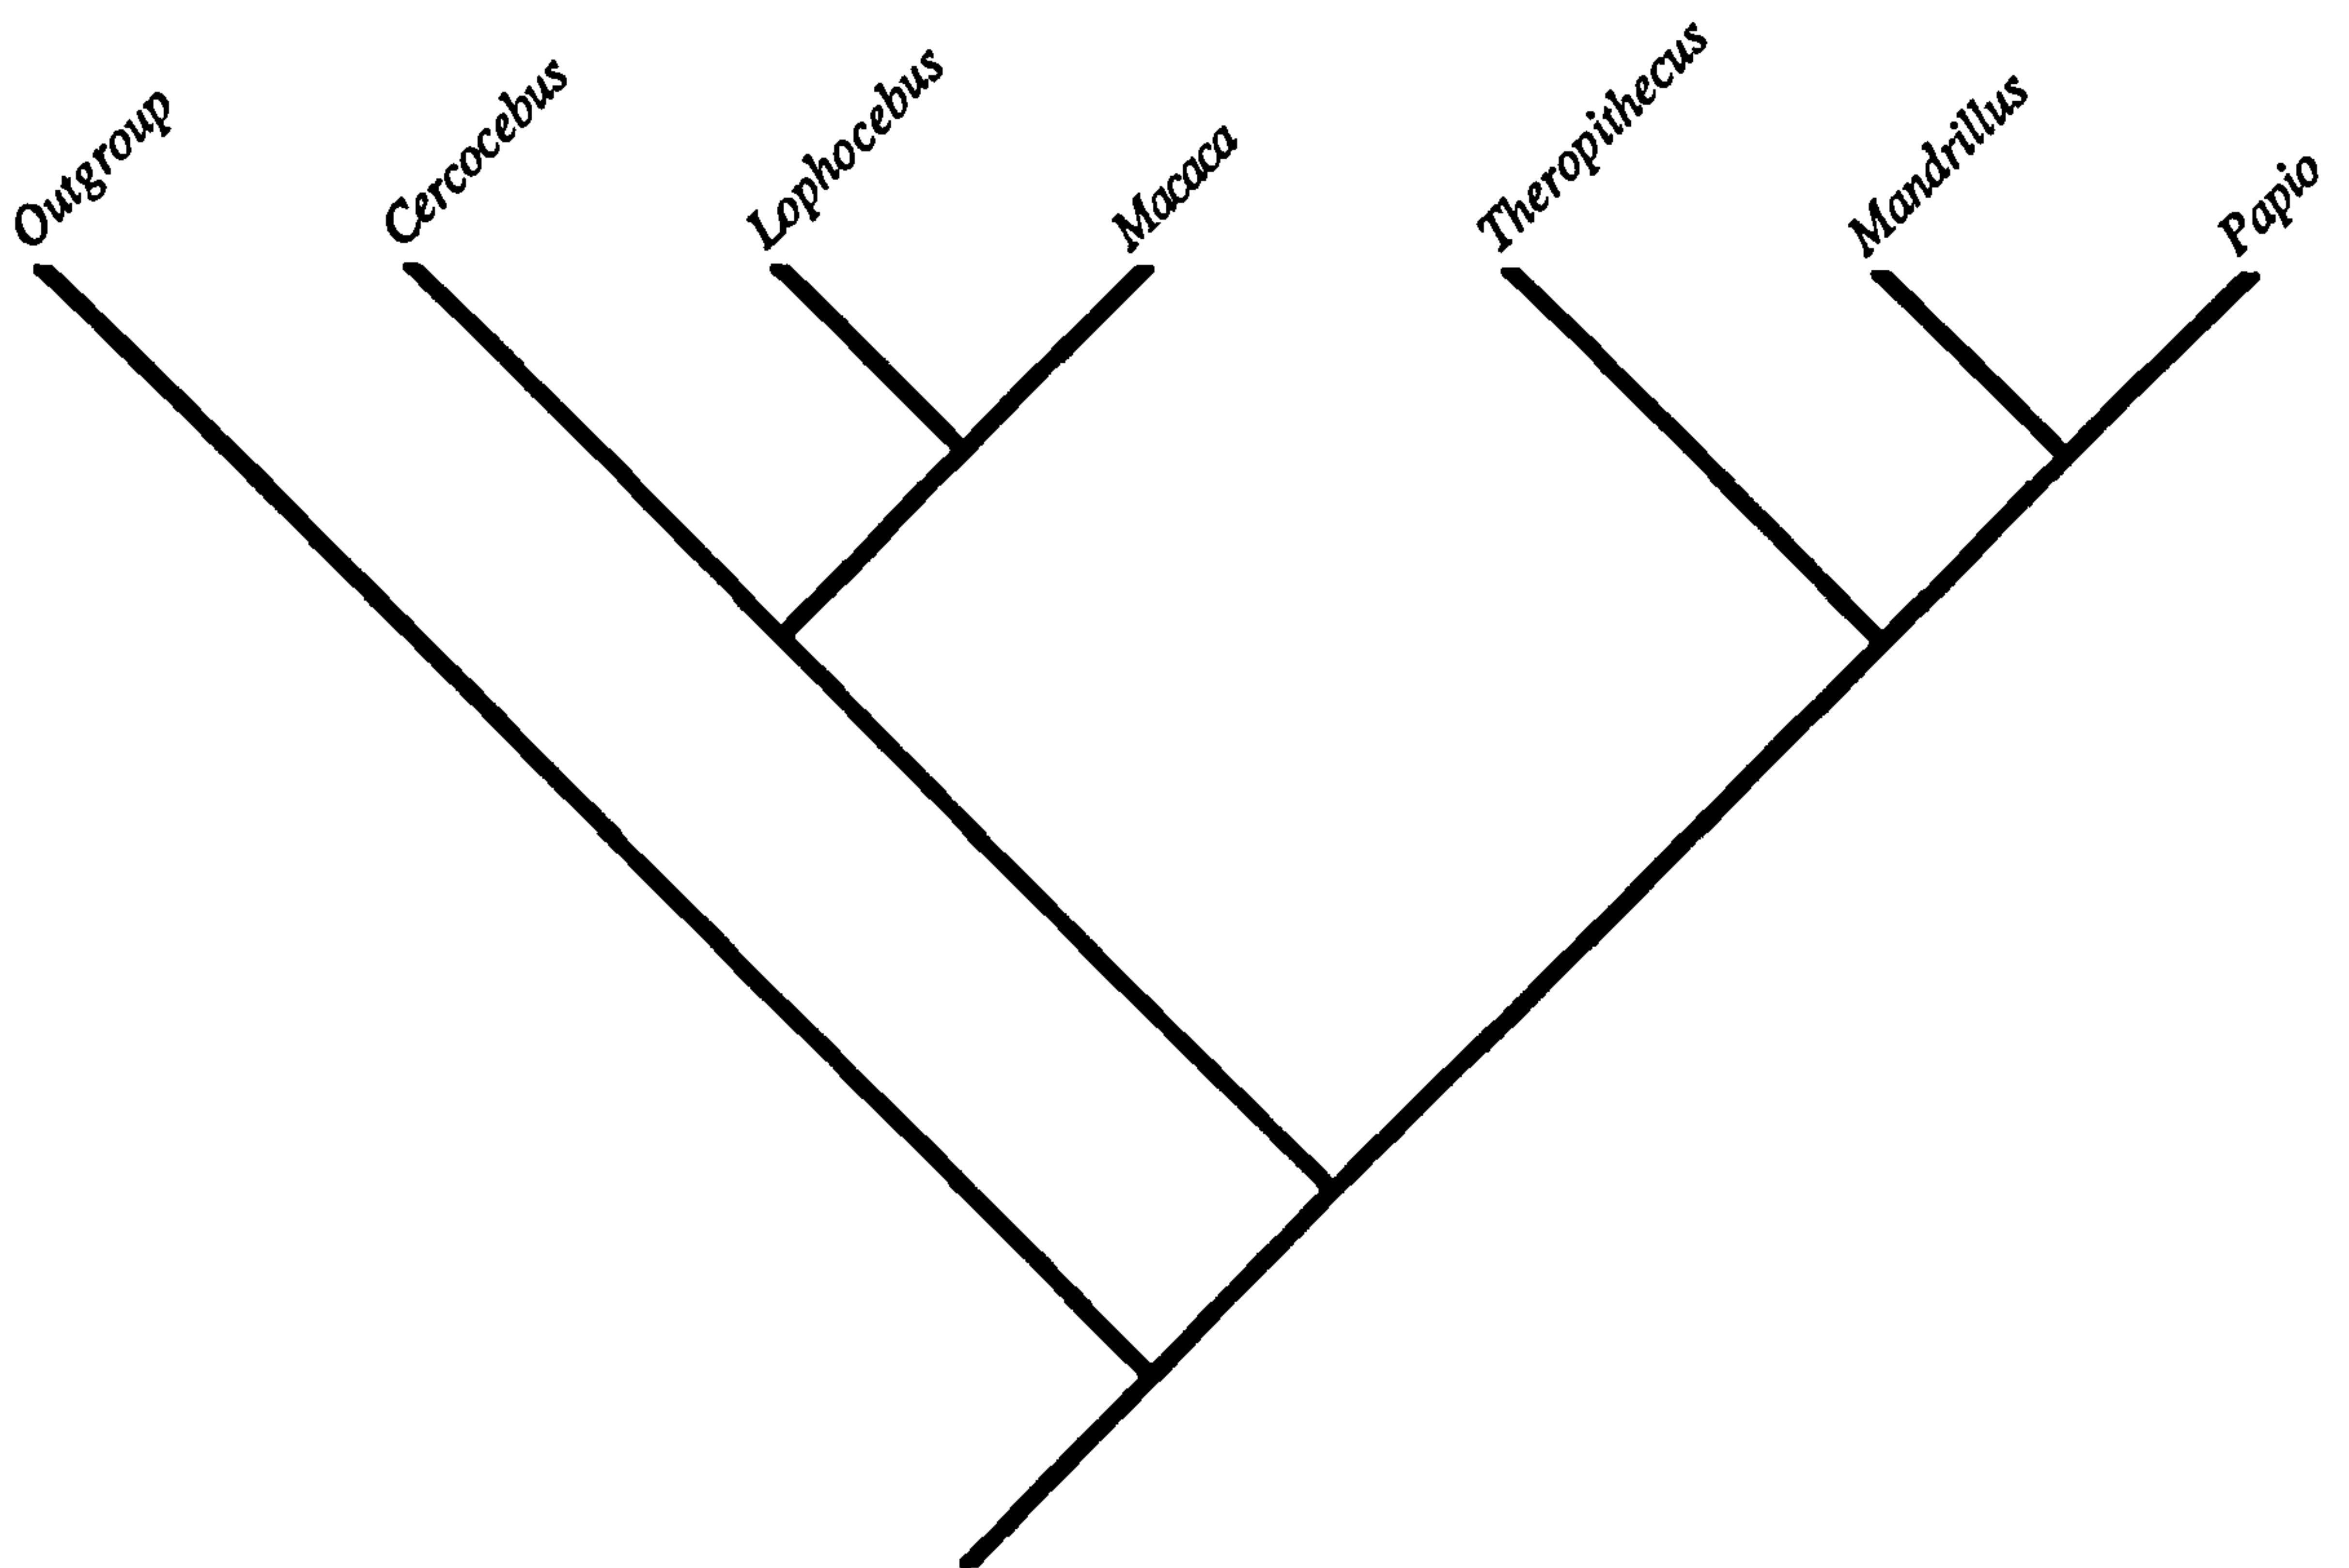 Outgroup
Cercocebus
Lophocebus
Macaca
Theropithecus
Mandrillus
Papio